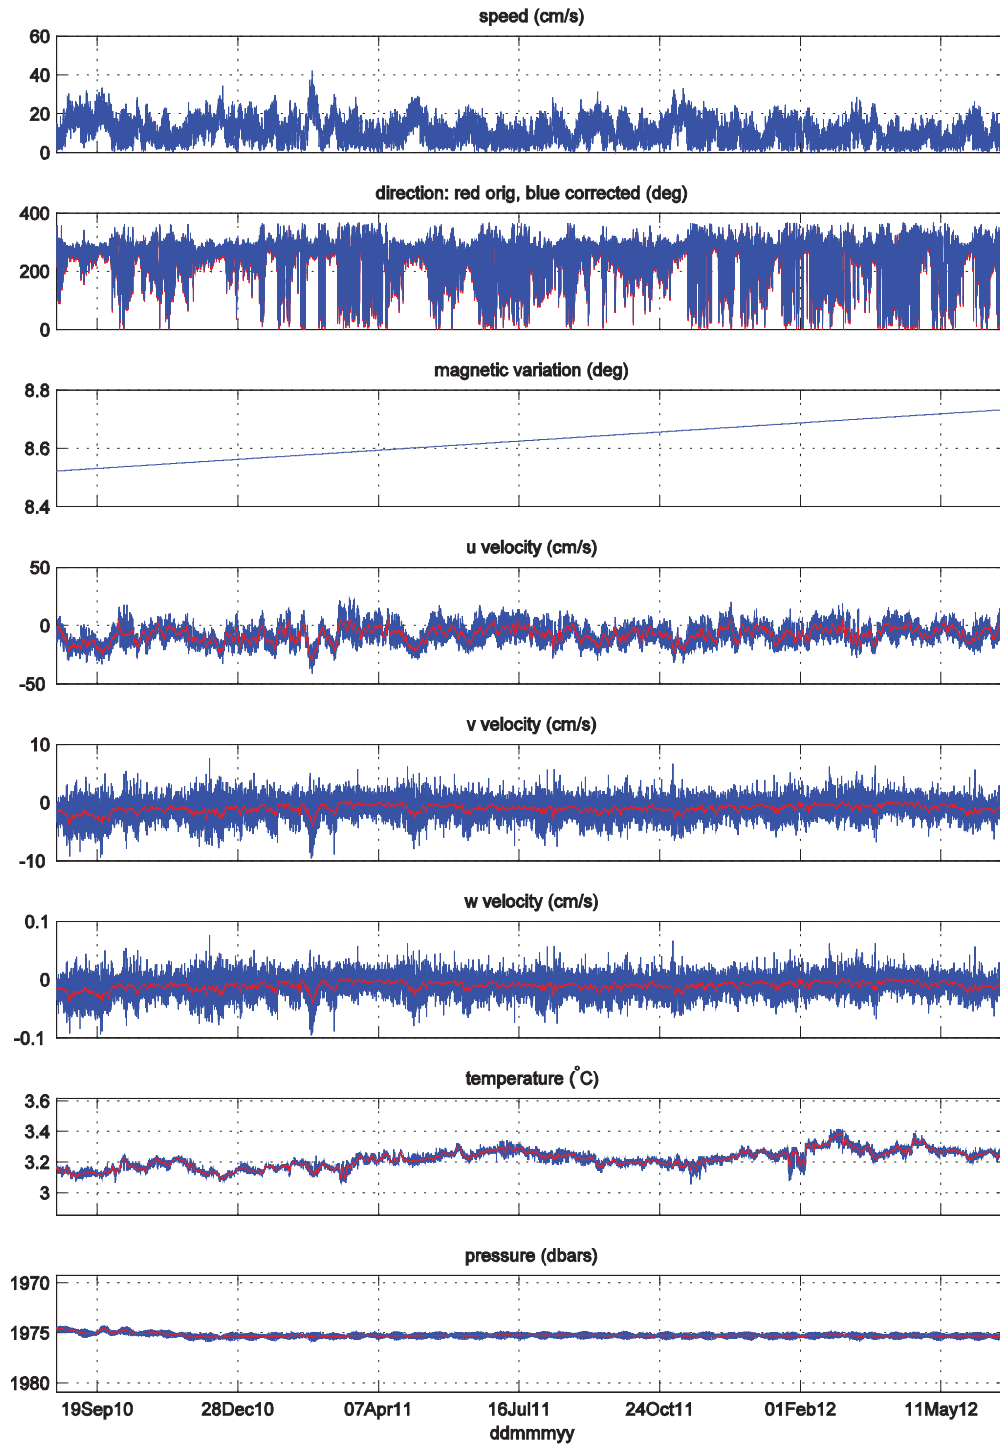 speed (cm/s)
60
40
20
0
direction: red orig, blue corrected (deg)
400
200
0
magnetic variation (deg)
8.8
8.6
8.4
u velocity (cm/s)
50
0
-50
v velocity (cm/s)
10
0
-10
w velocity (cm/s)
0.1
0
-0.1
temperature (°C)
3.6
3.4
3.2
3
pressure (dbars)
1970
1975
1980
19Sep10 28Dec10 07Apr11 16Jul11 24Oct11 01Feb12 11May12
ddmmmyy